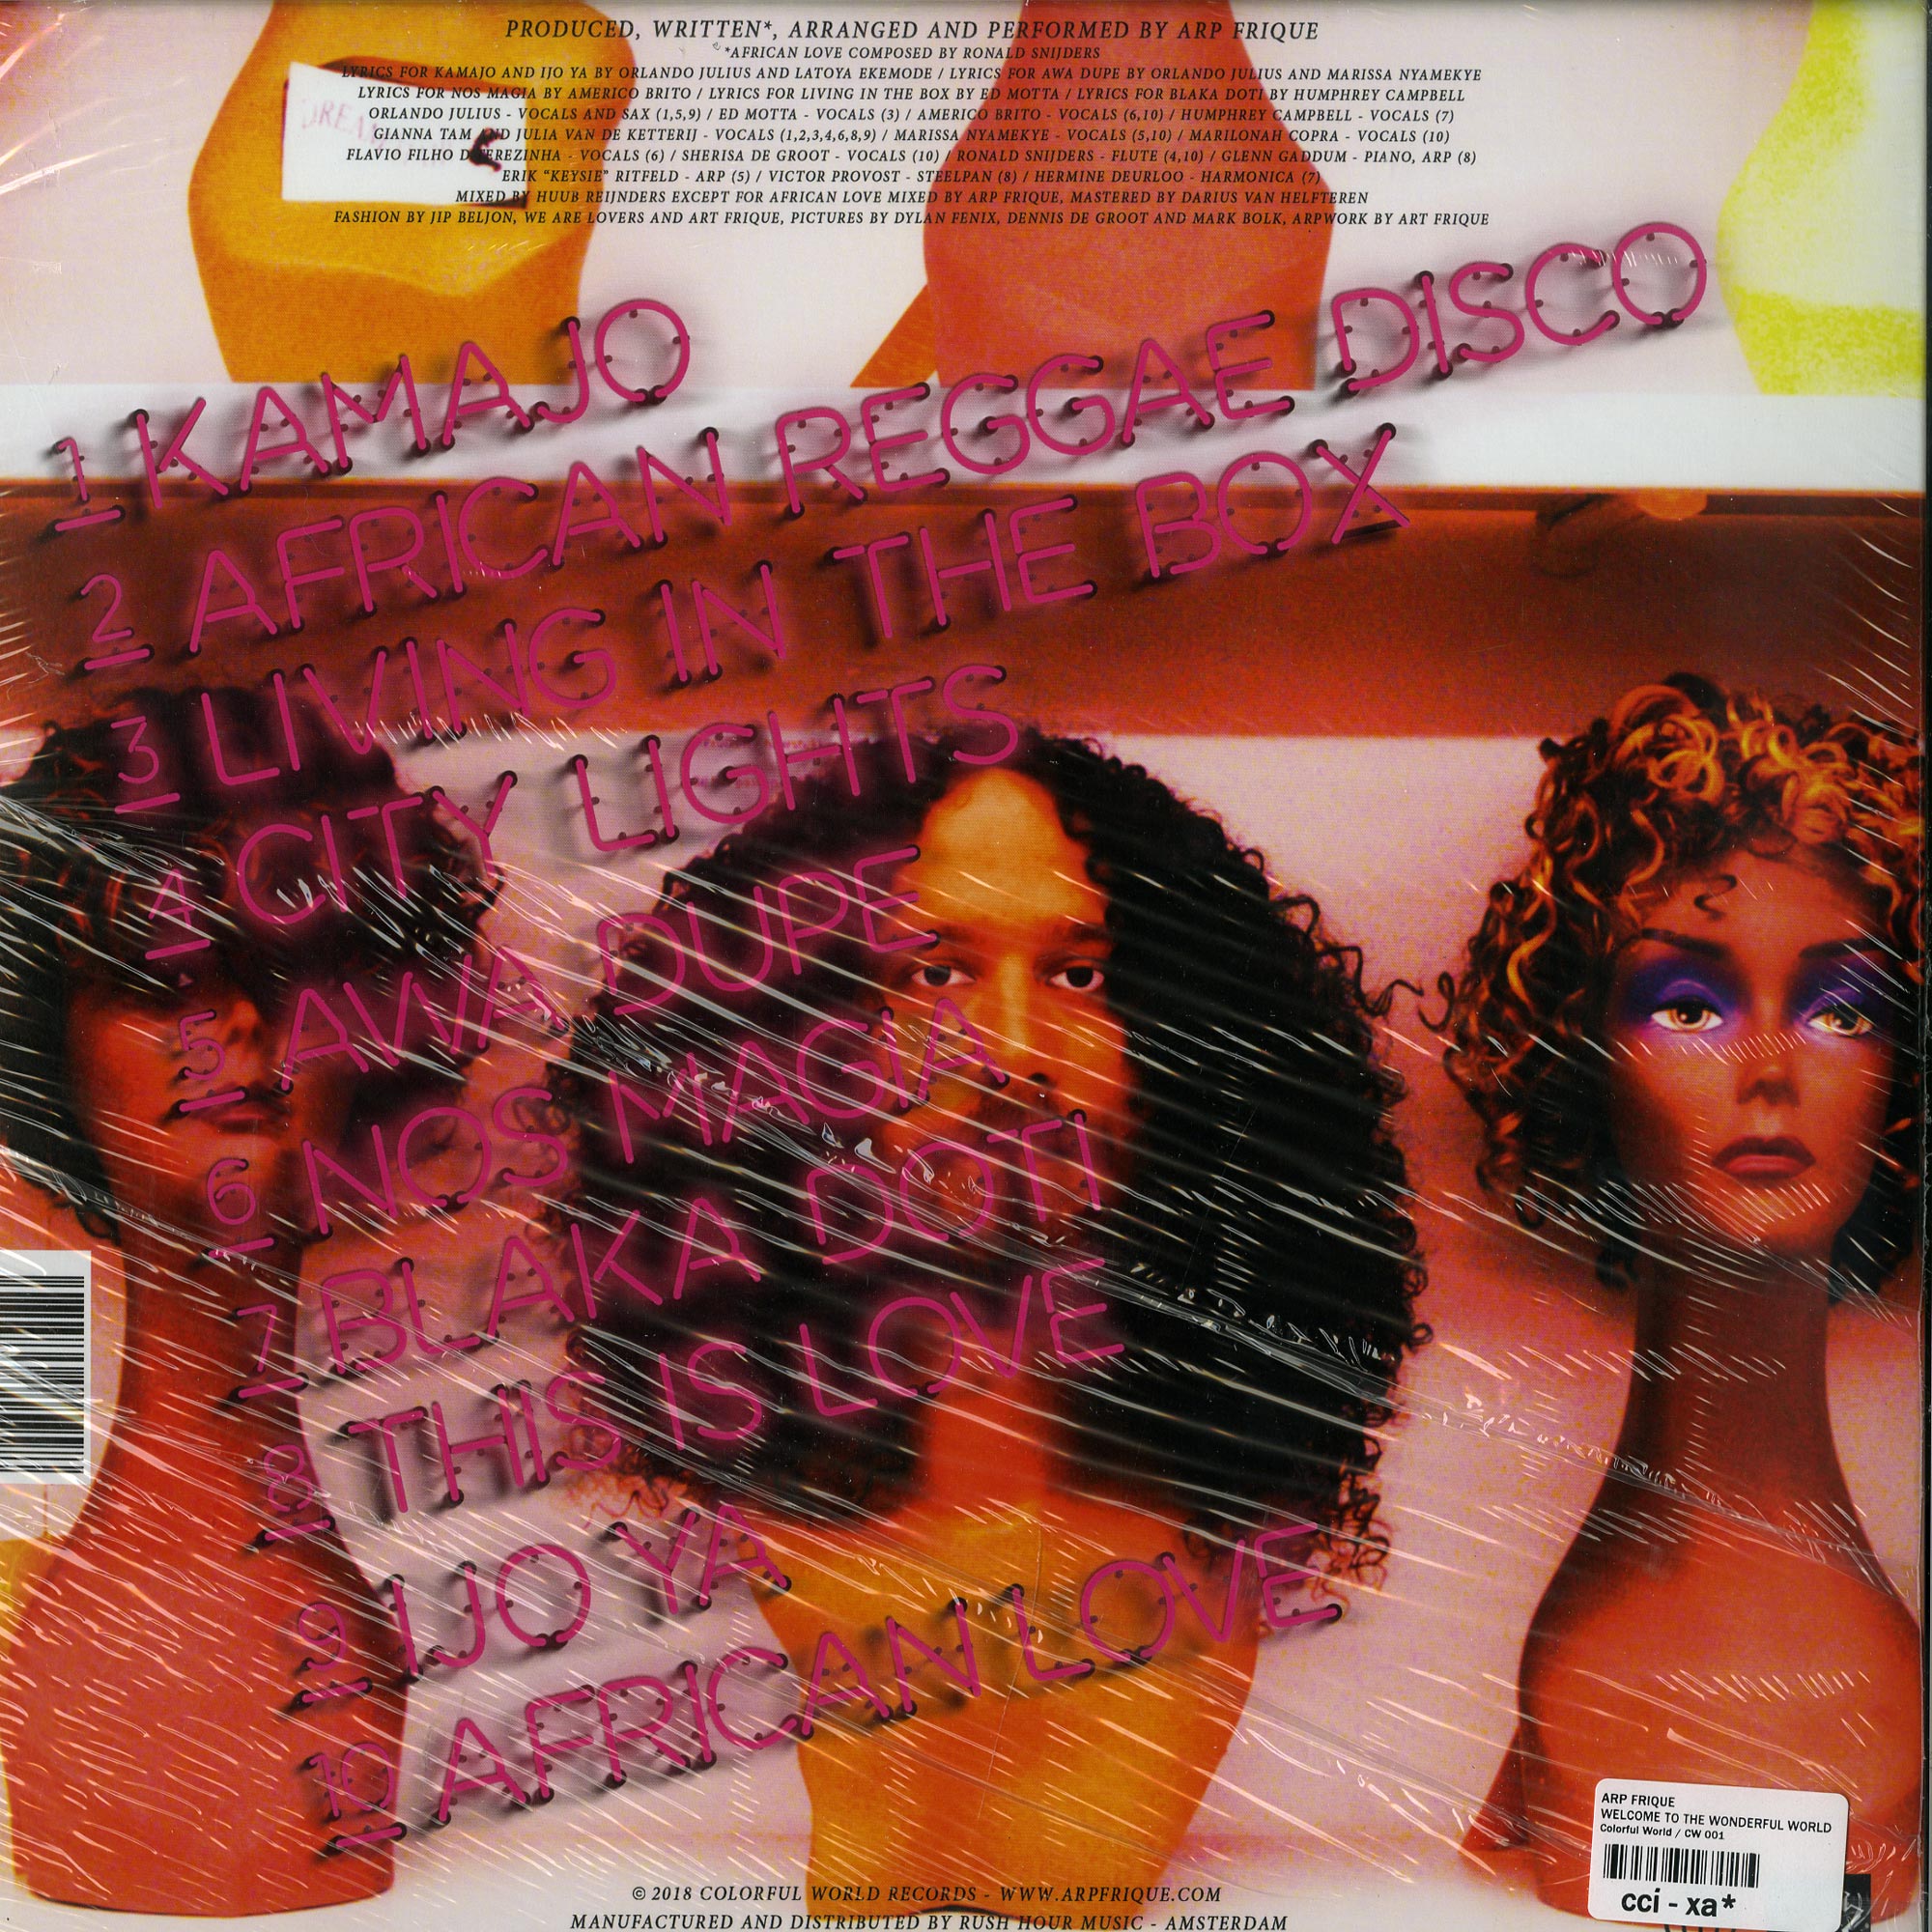 PRODUCED, WRITTEN*, ARRANGED AND PERFORMED BY ARP FRIQUE
*AFRICAN LOVE COMPOSED BY RONALD SNIJDERS
LYRICS FOR KAMAJO AND IJO YA BY ORLANDO JULIUS AND LATOYA EKEMODE / LYRICS FOR AWA DUPE BY ORLANDO JULIUS AND MARISSA NYAMEKYE
LYRICS FOR NOS MAGIA BY AMERICO BRITO / LYRICS FOR LIVING IN THE BOX BY ED MOTTA / LYRICS FOR BLAKA DOTI BY HUMPHREY CAMPBELL
ORLANDO JULIUS - VOCALS AND SAX (1,5,9) / ED MOTTA - VOCALS (3) / AMERICO BRITO - VOCALS (6,10) / HUMPHREY CAMPBELL - VOCALS (7)
GIANNA TAM AND JULIA VAN DE KETTERIJ - VOCALS (1,2,3,4,6,8,9) / MARISSA NYAMEKYE - VOCALS (5,10) / MARILONAH COPRA - VOCALS (10)
FLAVIO FILHO D'TEREZINHA - VOCALS (6) / SHERISA DE GROOT - VOCALS (10) / RONALD SNIJDERS - FLUTE (4,10) / GLENN GADDUM - PIANO, ARP (8)
ERIK "KEYSIE" RITFELD - ARP (5) / VICTOR PROVOST - STEELPAN (8) / HERMINE DEURLOO - HARMONICA (7)
MIXED BY HUUB REIJNDERS EXCEPT FOR AFRICAN LOVE MIXED BY ARP FRIQUE, MASTERED BY DARIUS VAN HELFTEREN
FASHION BY JIP BELJON, WE ARE LOVERS AND ART FRIQUE, PICTURES BY DYLAN FENIX, DENNIS DE GROOT AND MARK BOLK, ARPWORK BY ART FRIQUE
1 KAMAJO
2 AFRICAN REGGAE DISCO
3 LIVING IN THE BOX
4 CITY LIGHTS
5 AWA DUPE
6 NOS MAGIA
7 BLAKA DOTI
8 THIS IS LOVE
9 IJO YA
10 AFRICAN LOVE
ARP FRIQUE
WELCOME TO THE WONDERFUL WORLD
Colorful World / CW 001
cci - xa*
© 2018 COLORFUL WORLD RECORDS - WWW.ARPFRIQUE.COM
MANUFACTURED AND DISTRIBUTED BY RUSH HOUR MUSIC - AMSTERDAM